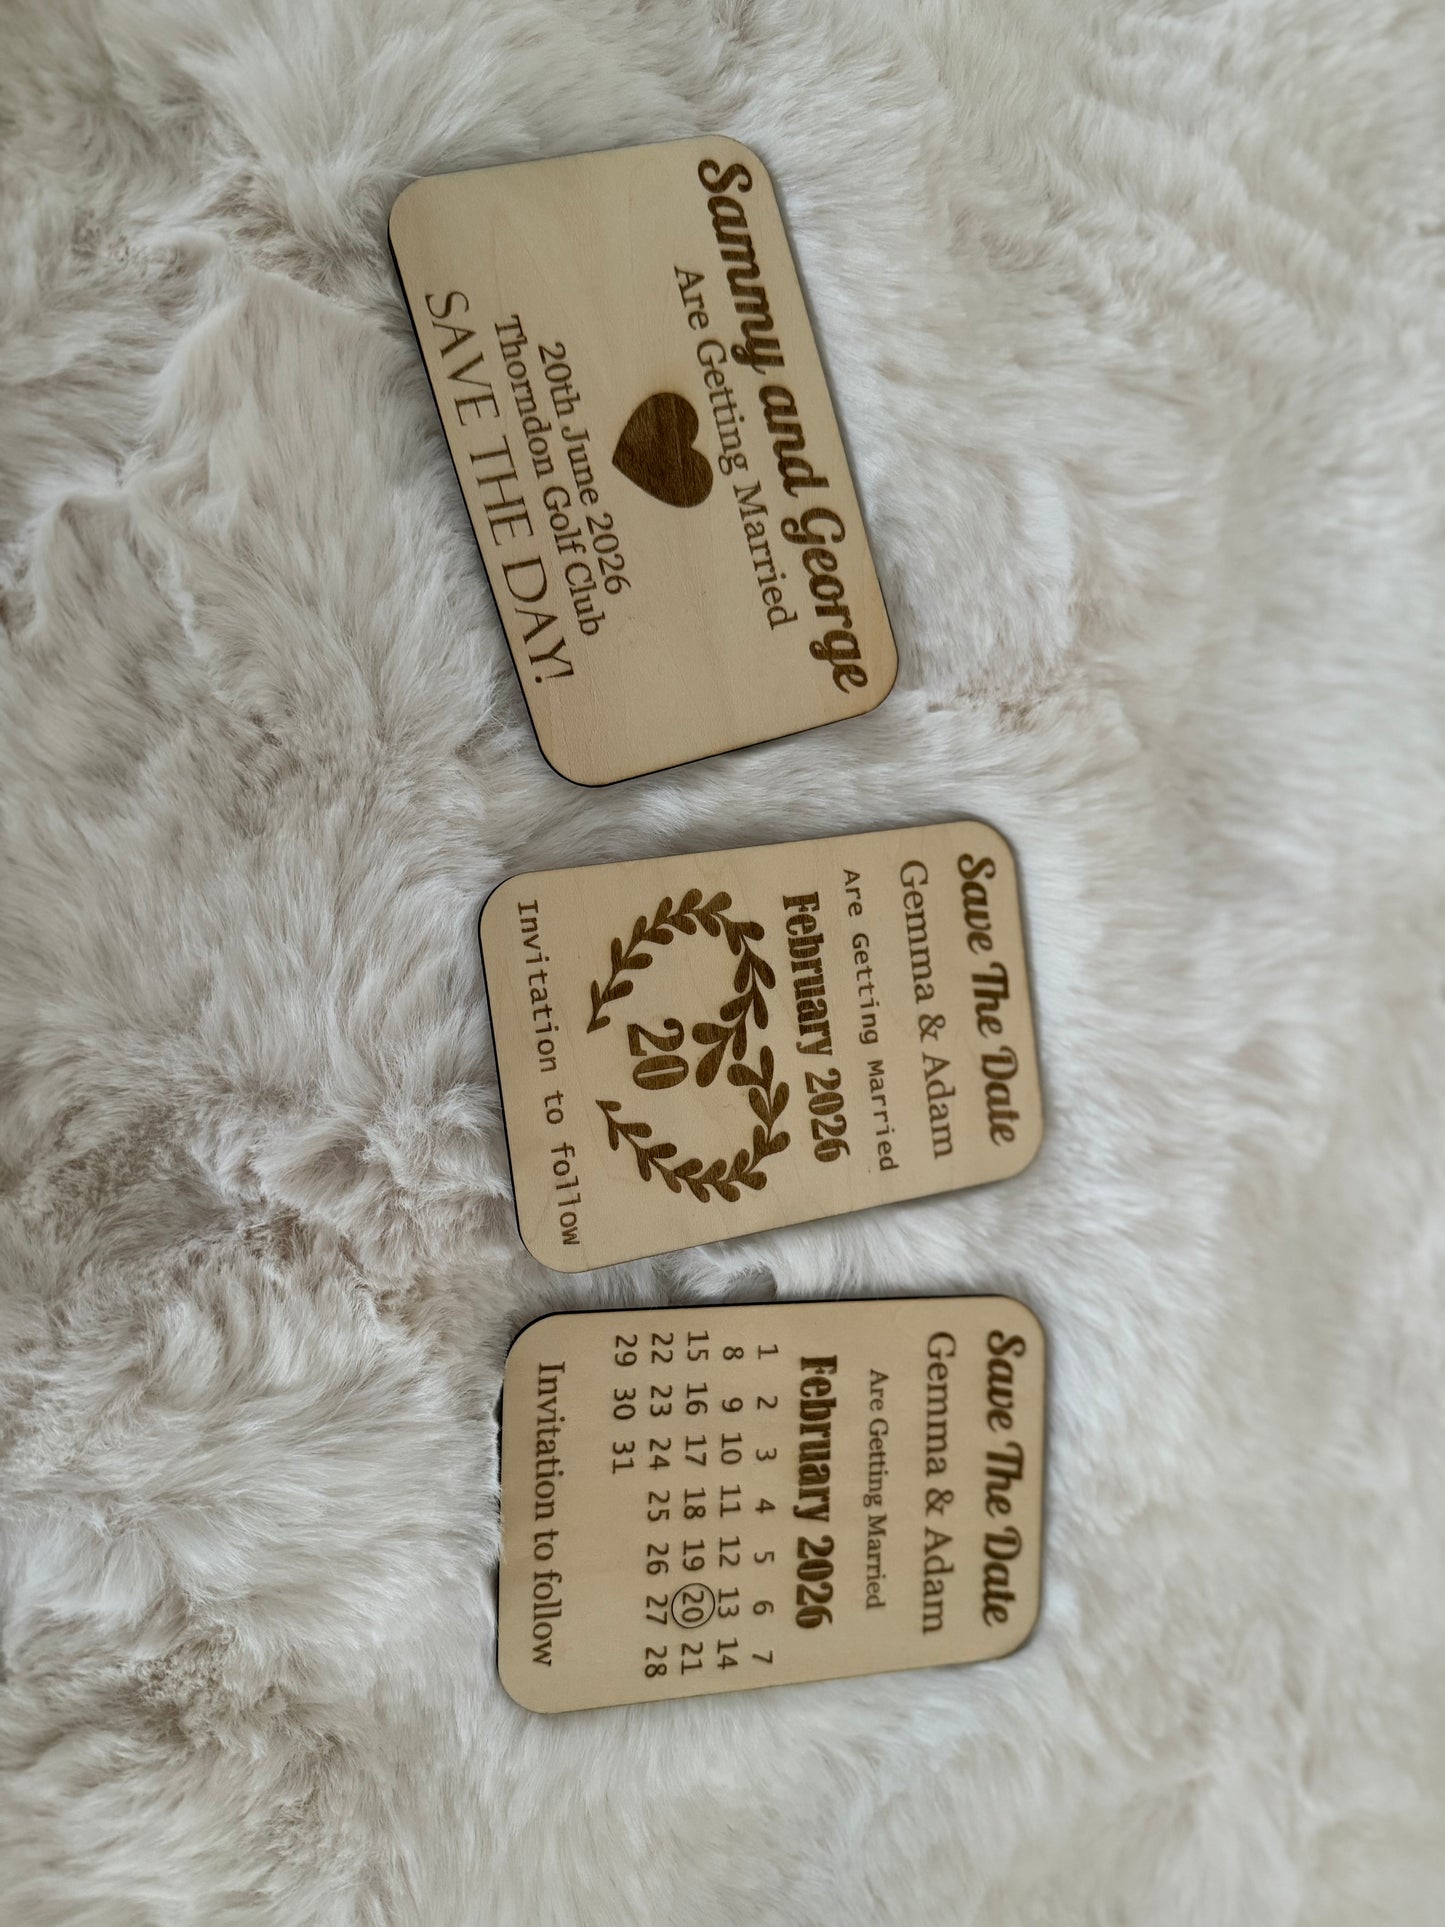 Sammy and George
Are Getting Married
20th June 2026
Thorndon Golf Club
SAVE THE DAY!
Save The Date
Gemma & Adam
Are Getting Married
February 2026
20
Invitation to follow
Save The Date
Gemma & Adam
Are Getting Married
February 2026
1 2 3 4 5 6 7
8 9 10 11 12 13 14
15 16 17 18 19 20 21
22 23 24 25 26 27 28
29 30 31
Invitation to follow